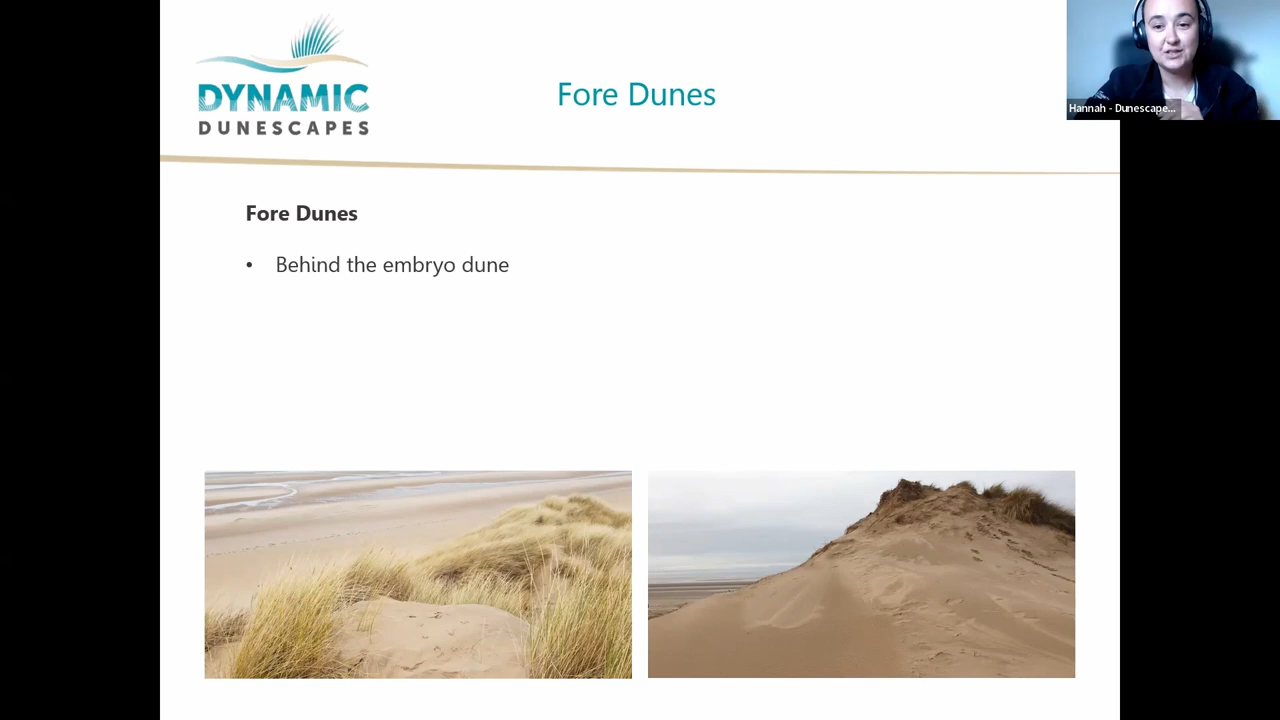 DYNAMIC
DUNESCAPES
Fore Dunes
Hannah - Dunescape...
Fore Dunes
• Behind the embryo dune